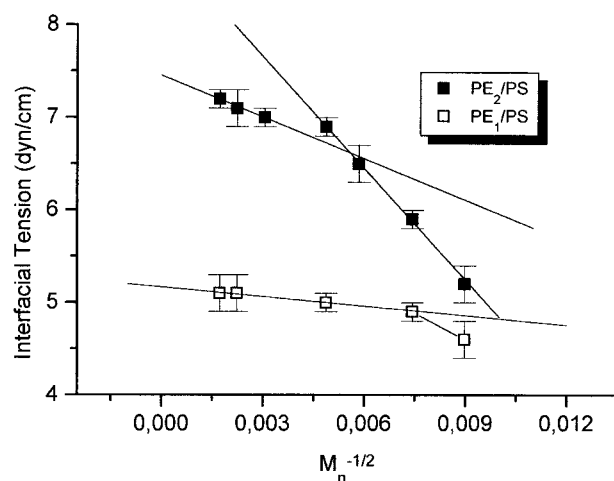 8
7
6
5
4
Interfacial Tension (dyn/cm)
PE₂/PS
PE₁/PS
0,000
0,003
0,006
0,009
0,012
Mₙ⁻¹/²